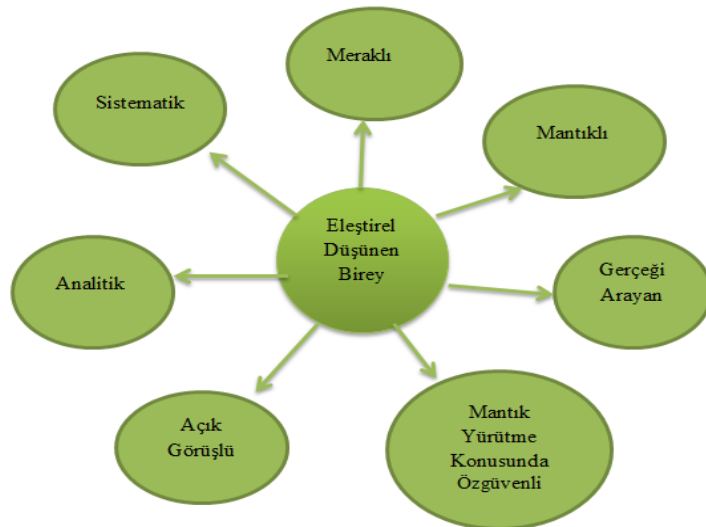 Meraklı
Sistematik
Mantıklı
Eleştirel
Düşünen
Birey
Analitik
Gerçeği
Arayan
Açık
Görüşlü
Mantık
Yürütme
Konusunda
Özgüvenli